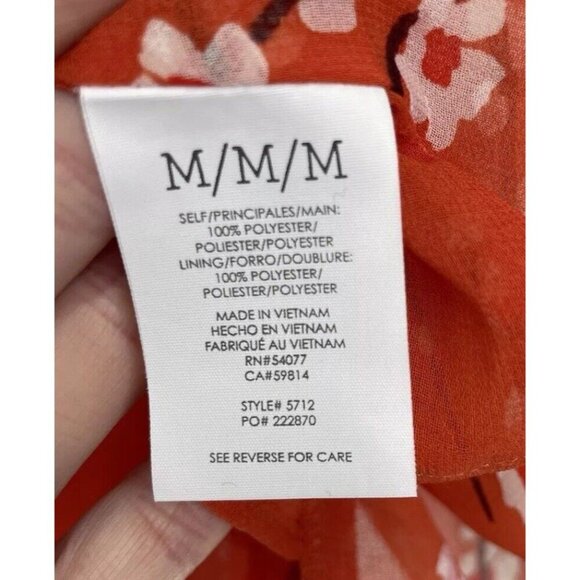 M/M/M
SELF/PRINCIPALES/MAIN:
100% POLYESTER/
POLIESTER/POLYESTER
LINING/FORRO/DOUBLURE:
100% POLYESTER/
POLIESTER/POLYESTER
MADE IN VIETNAM
HECHO EN VIETNAM
FABRIQUÉ AU VIETNAM
RN#54077
CA#59814
STYLE# 5712
PO# 222870
SEE REVERSE FOR CARE